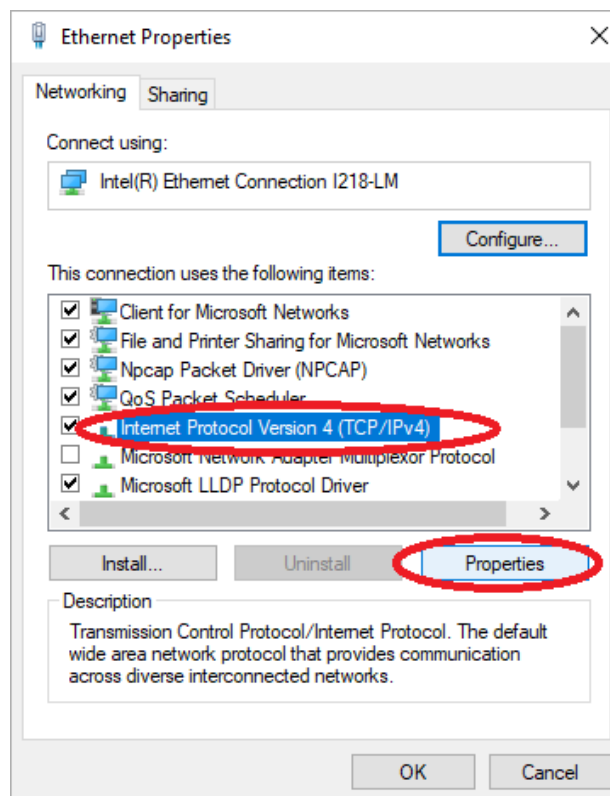 Ethernet Properties
Networking
Sharing
Connect using:
Intel(R) Ethernet Connection I218-LM
Configure...
This connection uses the following items:
Client for Microsoft Networks
File and Printer Sharing for Microsoft Networks
Npcap Packet Driver (NPCAP)
QoS Packet Scheduler
Internet Protocol Version 4 (TCP/IPv4)
Microsoft Network Adapter Multiplexor Protocol
Microsoft LLDP Protocol Driver
Install...
Uninstall
Properties
Description
Transmission Control Protocol/Internet Protocol. The default
wide area network protocol that provides communication
across diverse interconnected networks.
OK
Cancel